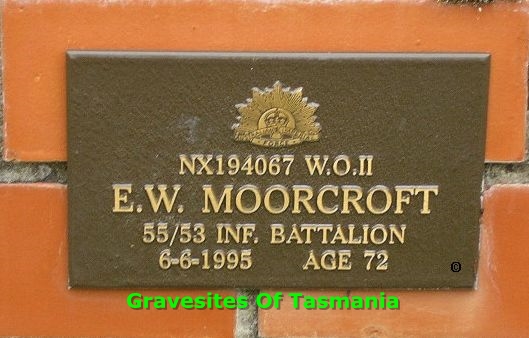 NX194067 W.O.II
E.W. MOORCROFT
55/53 INF. BATTALION
6-6-1995 AGE 72
©
Gravesites Of Tasmania